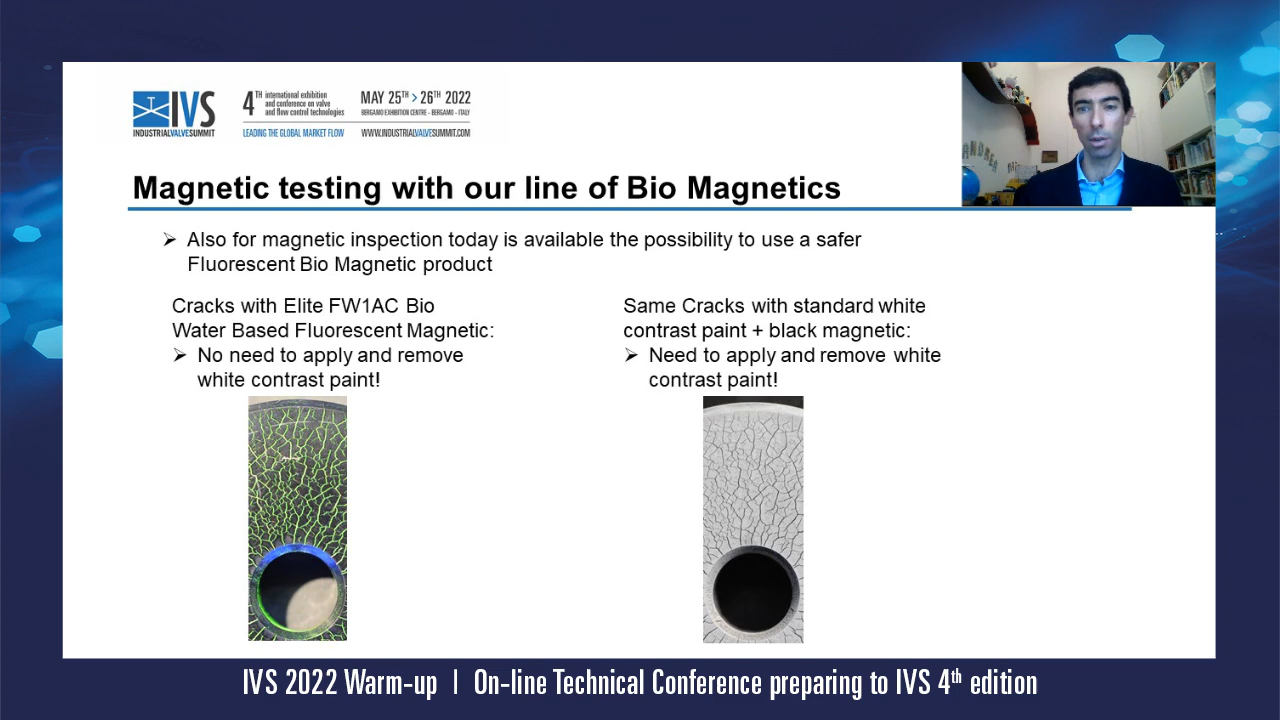 IVS
INDUSTRIALVALVESUMMIT
4TH international exhibition
and conference on valve
and flow control technologies
LEADING THE GLOBAL MARKET FLOW
MAY 25TH > 26TH 2022
BERGAMO EXHIBITION CENTRE - BERGAMO - ITALY
WWW.INDUSTRIALVALVESUMMIT.COM
ANDREA
Magnetic testing with our line of Bio Magnetics
➢ Also for magnetic inspection today is available the possibility to use a safer
Fluorescent Bio Magnetic product
Cracks with Elite FW1AC Bio
Water Based Fluorescent Magnetic:
➢ No need to apply and remove
white contrast paint!
Same Cracks with standard white
contrast paint + black magnetic:
➢ Need to apply and remove white
contrast paint!
IVS 2022 Warm-up | On-line Technical Conference preparing to IVS 4th edition